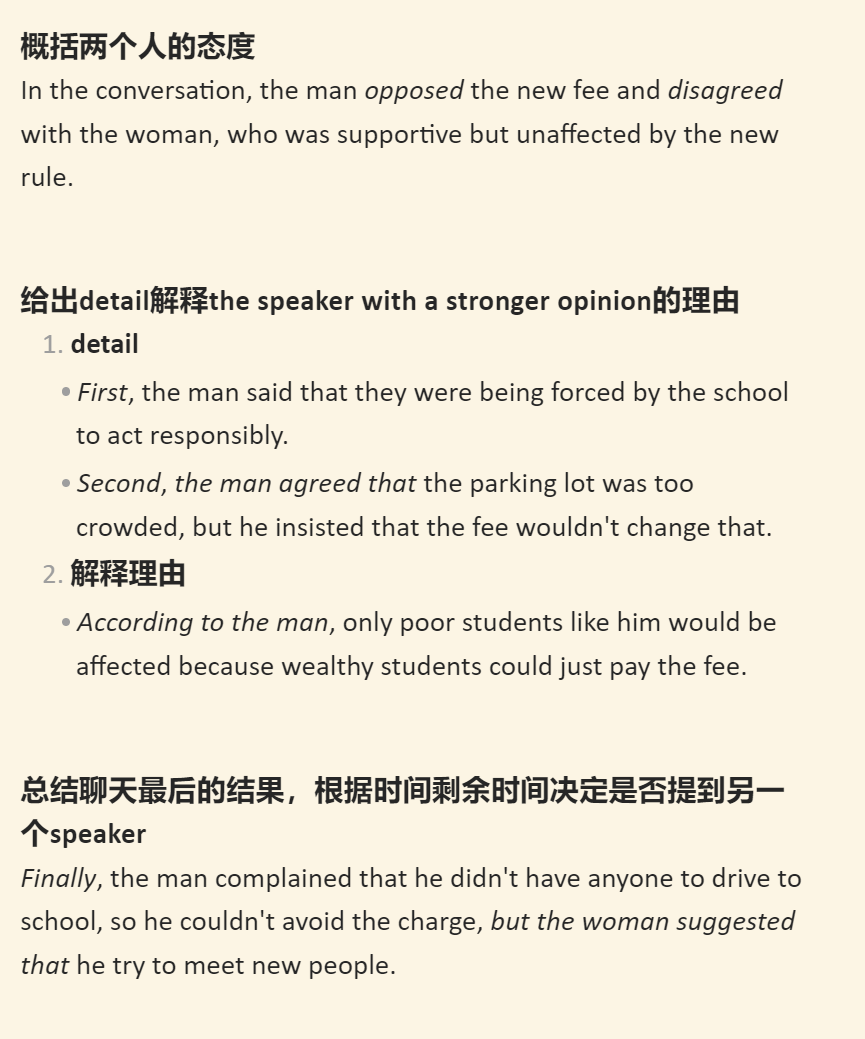 概括两个人的态度
In the conversation, the man opposed the new fee and disagreed
with the woman, who was supportive but unaffected by the new
rule.
给出detail解释the speaker with a stronger opinion的理由
1. detail
• First, the man said that they were being forced by the school
to act responsibly.
• Second, the man agreed that the parking lot was too
crowded, but he insisted that the fee wouldn't change that.
2. 解释理由
• According to the man, only poor students like him would be
affected because wealthy students could just pay the fee.
总结聊天最后的结果，根据时间剩余时间决定是否提到另一
个speaker
Finally, the man complained that he didn't have anyone to drive to
school, so he couldn't avoid the charge, but the woman suggested
that he try to meet new people.